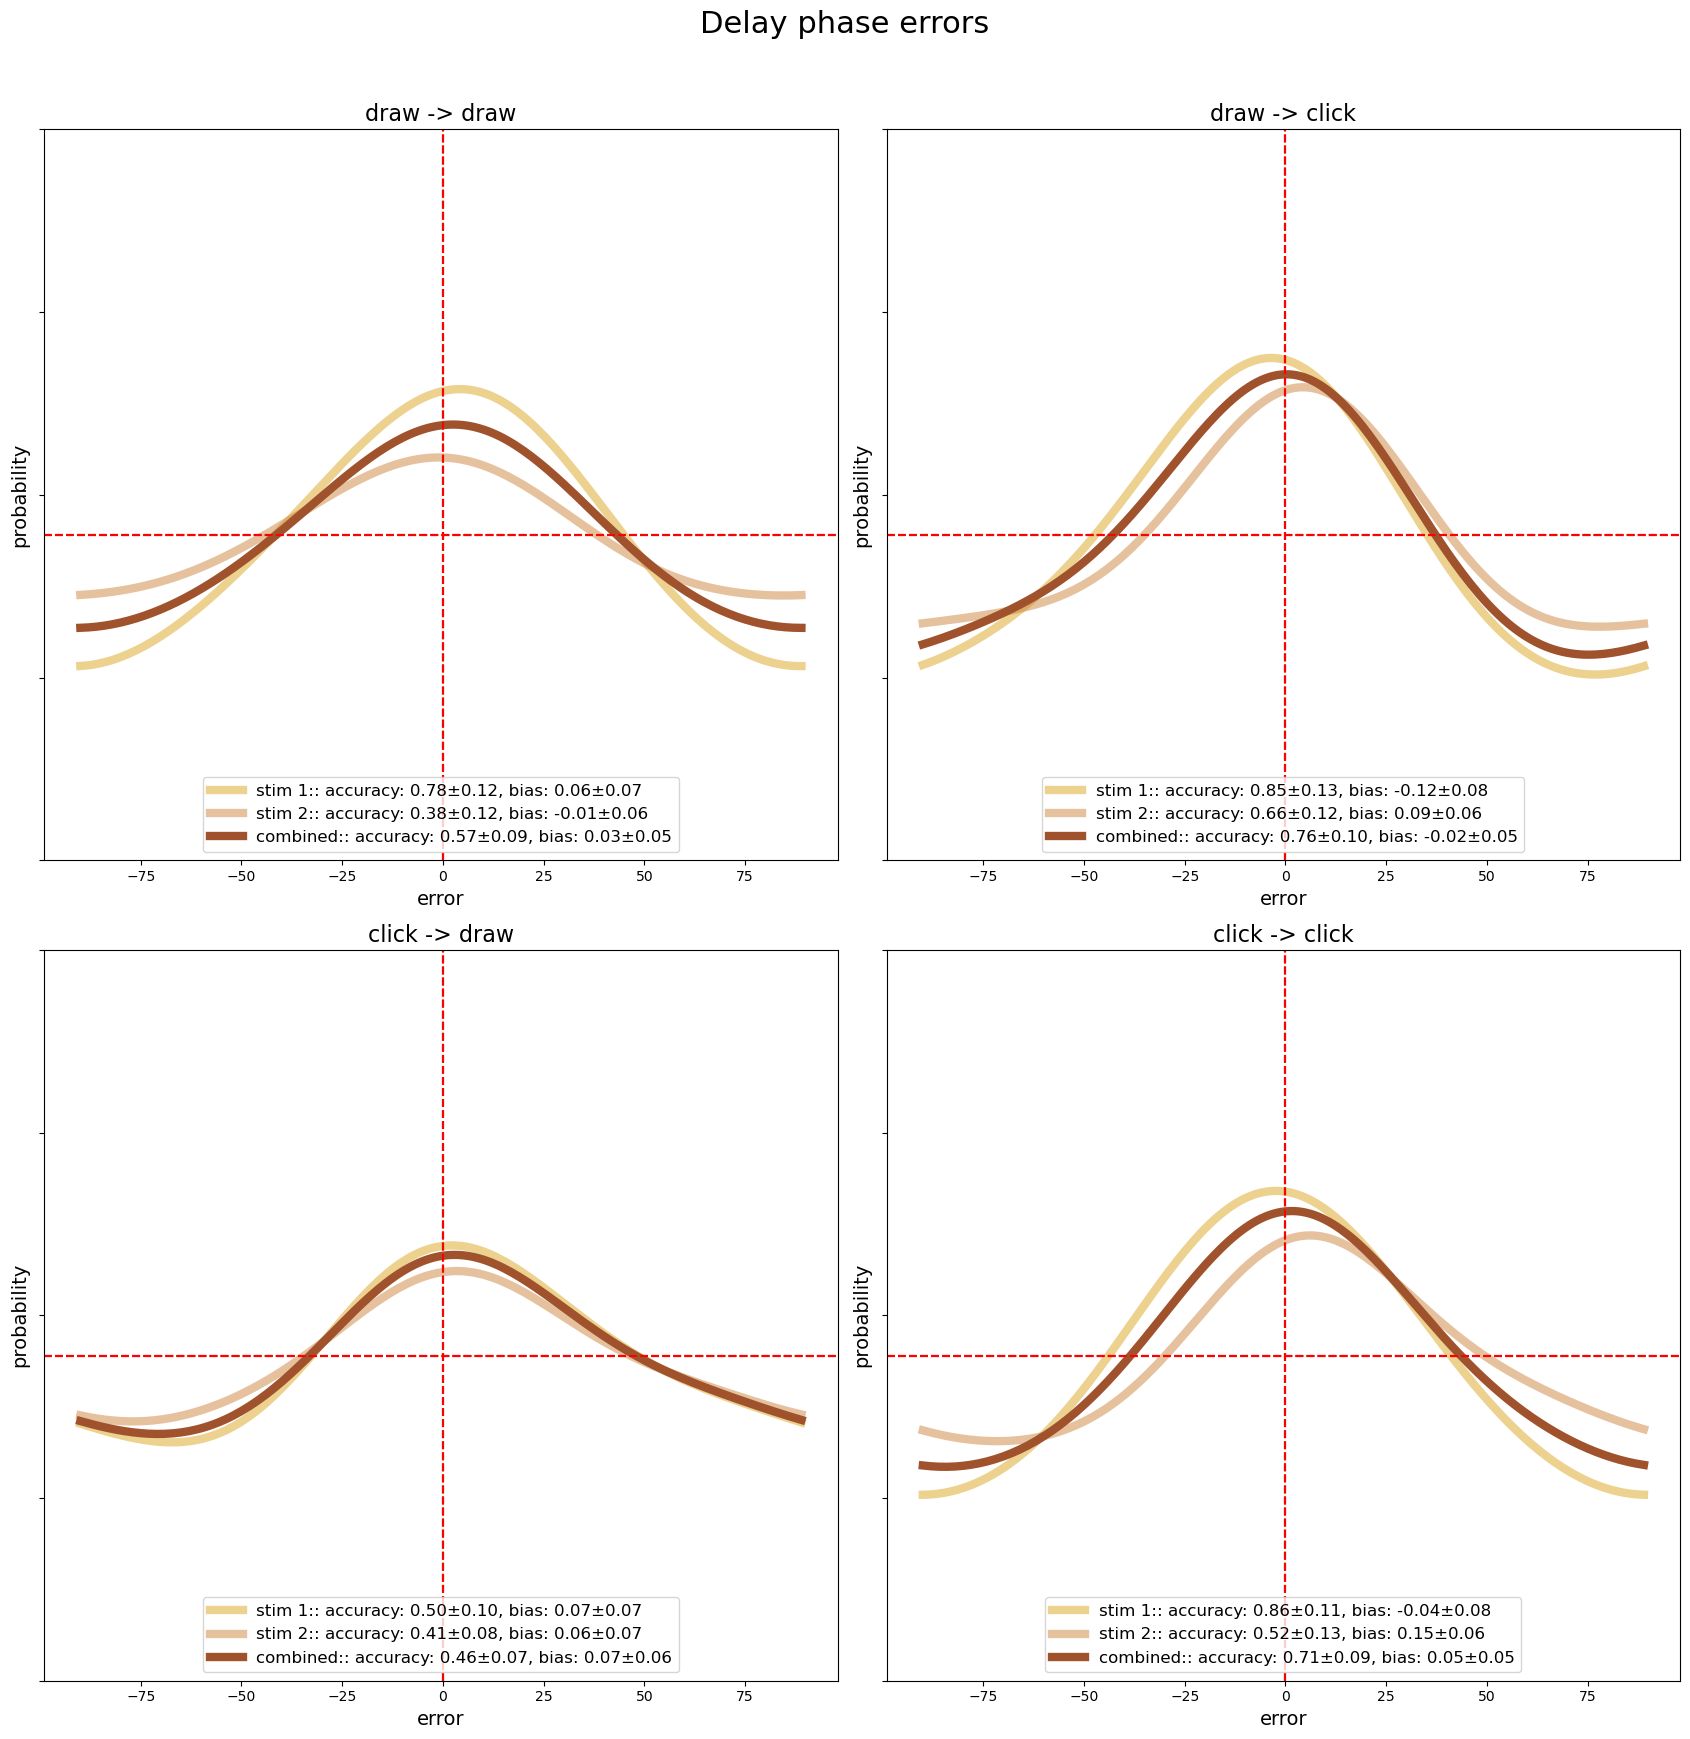 Delay phase errors
draw -> draw
probability
stim 1:: accuracy: 0.78±0.12, bias: 0.06±0.07
stim 2:: accuracy: 0.38±0.12, bias: -0.01±0.06
combined:: accuracy: 0.57±0.09, bias: 0.03±0.05
−75 −50 −25 0 25 50 75
error
draw -> click
probability
stim 1:: accuracy: 0.85±0.13, bias: -0.12±0.08
stim 2:: accuracy: 0.66±0.12, bias: 0.09±0.06
combined:: accuracy: 0.76±0.10, bias: -0.02±0.05
−75 −50 −25 0 25 50 75
error
click -> draw
probability
stim 1:: accuracy: 0.50±0.10, bias: 0.07±0.07
stim 2:: accuracy: 0.41±0.08, bias: 0.06±0.07
combined:: accuracy: 0.46±0.07, bias: 0.07±0.06
−75 −50 −25 0 25 50 75
error
click -> click
probability
stim 1:: accuracy: 0.86±0.11, bias: -0.04±0.08
stim 2:: accuracy: 0.52±0.13, bias: 0.15±0.06
combined:: accuracy: 0.71±0.09, bias: 0.05±0.05
−75 −50 −25 0 25 50 75
error